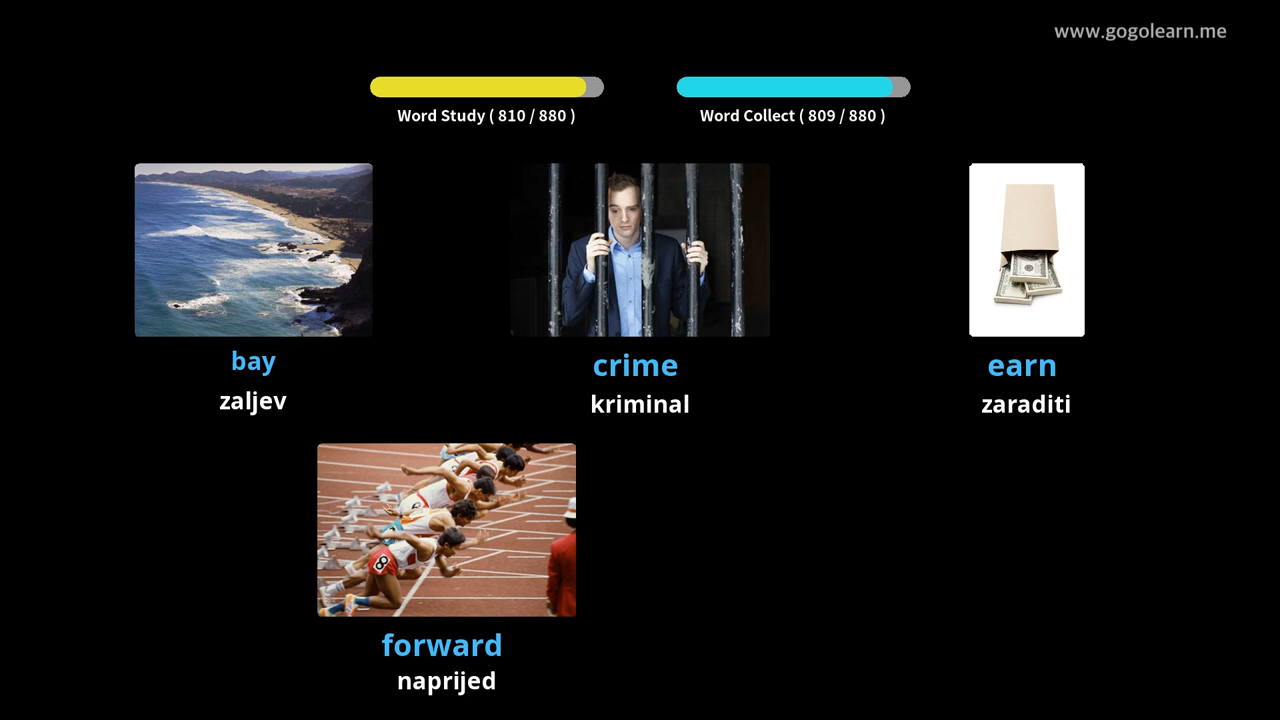 www.gogolearn.me
Word Study ( 810 / 880 )
Word Collect ( 809 / 880 )
bay
zaljev
crime
kriminal
earn
zaraditi
8
forward
naprijed